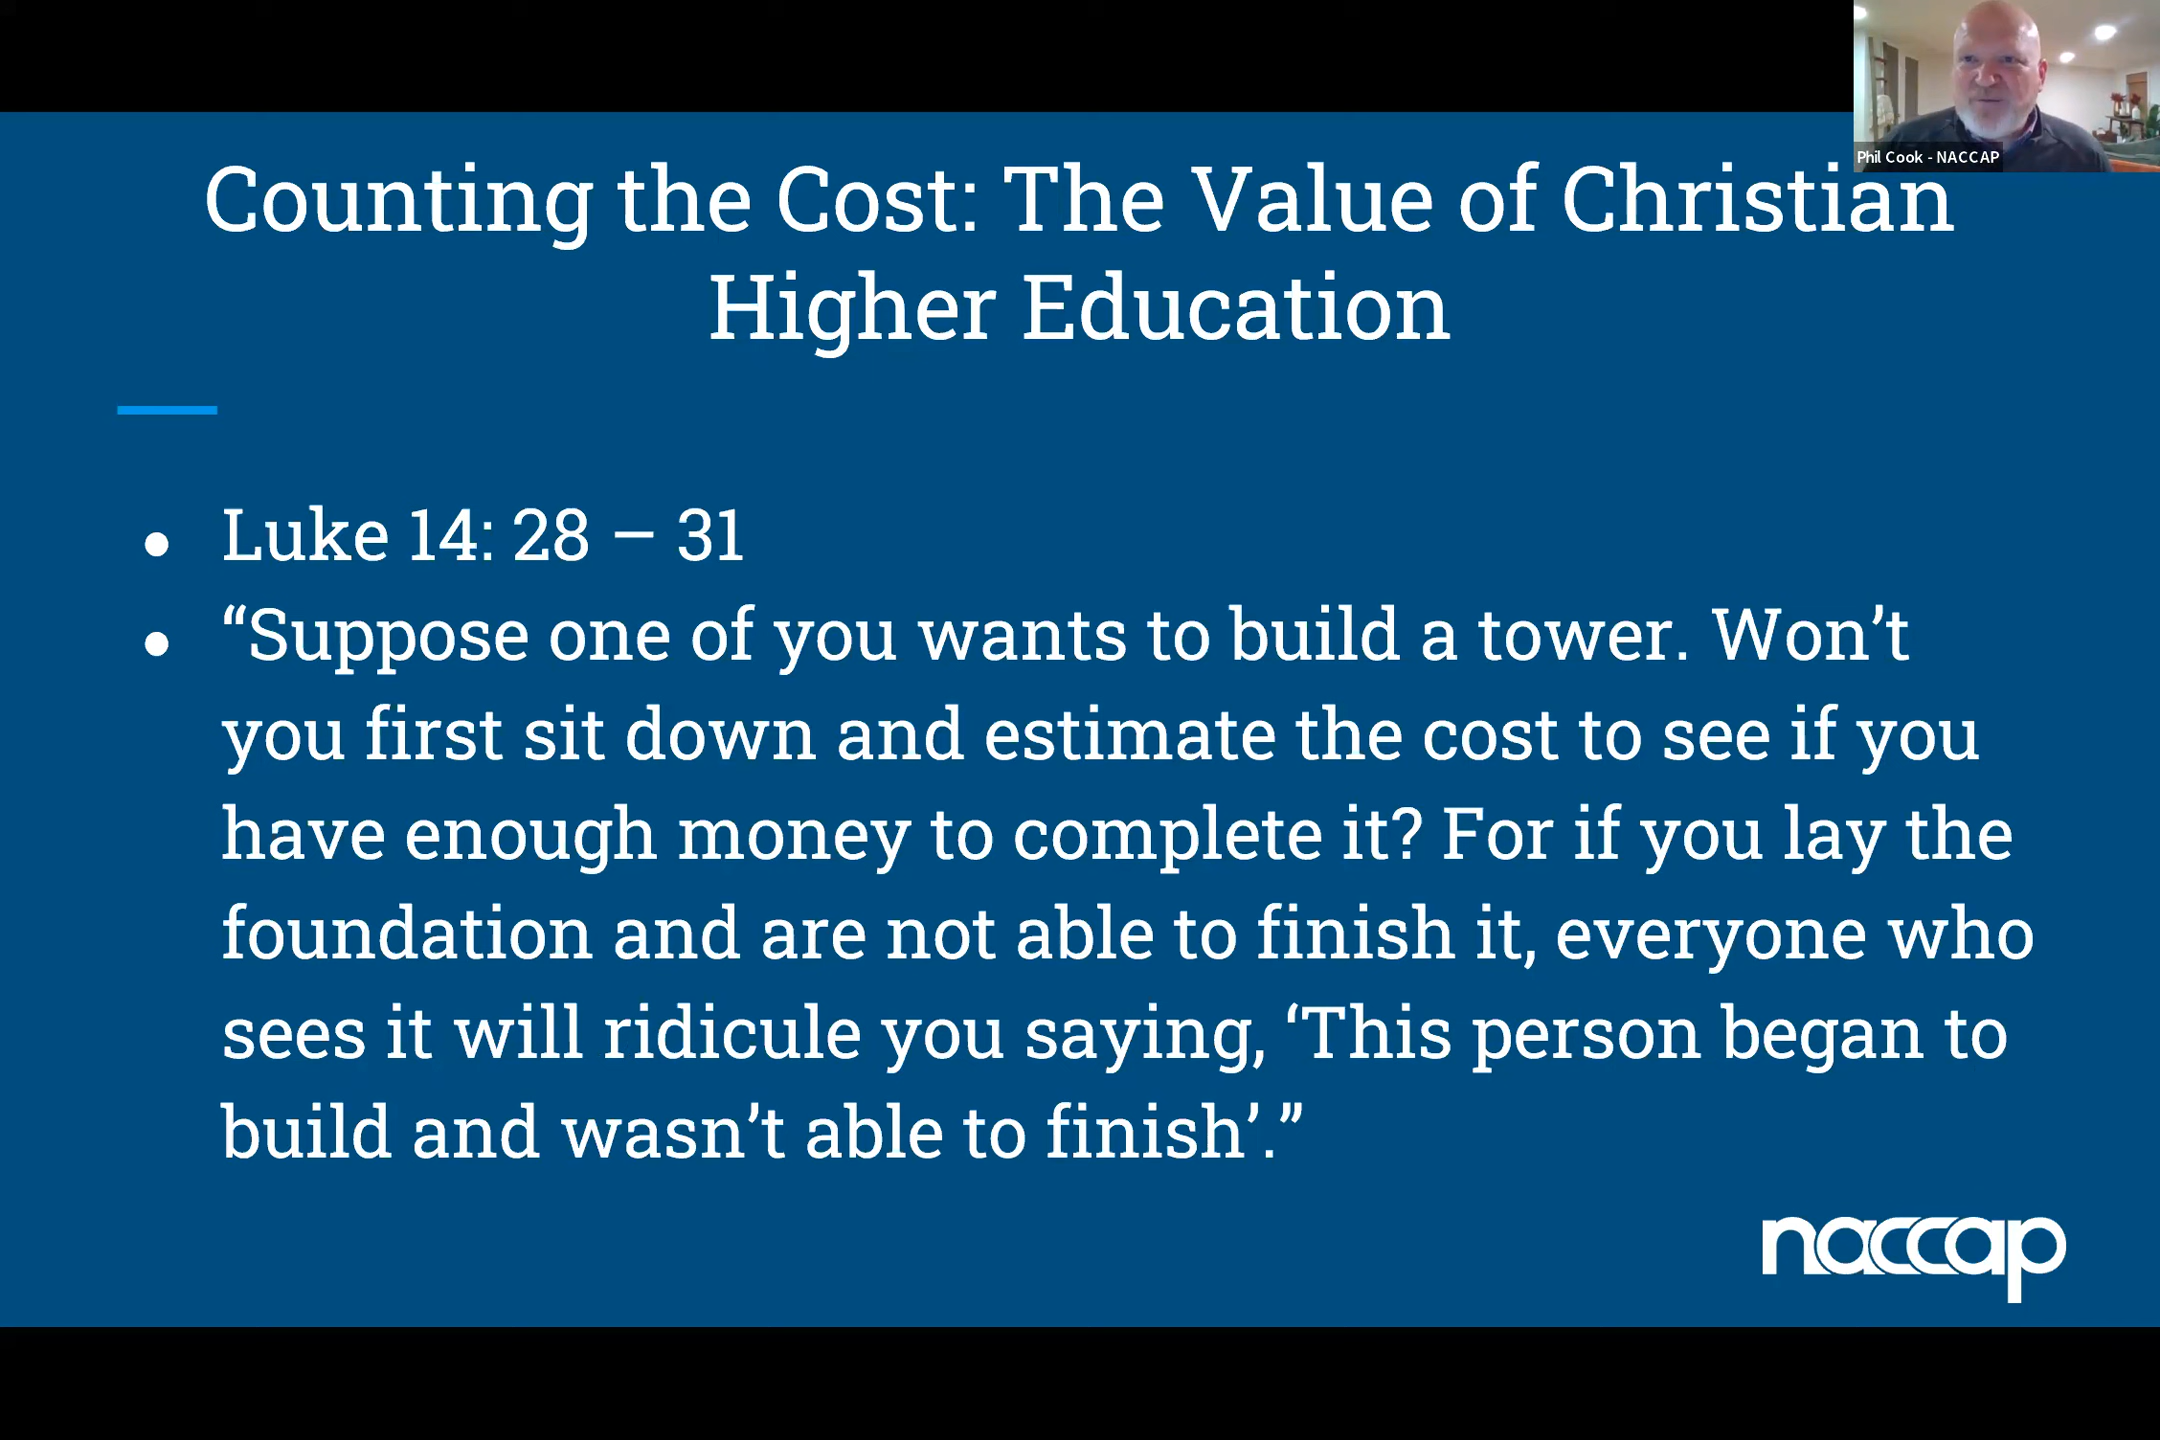 Phil Cook - NACCAP
Counting the Cost: The Value of Christian
Higher Education
● Luke 14: 28 – 31
● “Suppose one of you wants to build a tower. Won’t
you first sit down and estimate the cost to see if you
have enough money to complete it? For if you lay the
foundation and are not able to finish it, everyone who
sees it will ridicule you saying, ‘This person began to
build and wasn’t able to finish’.”
naccap